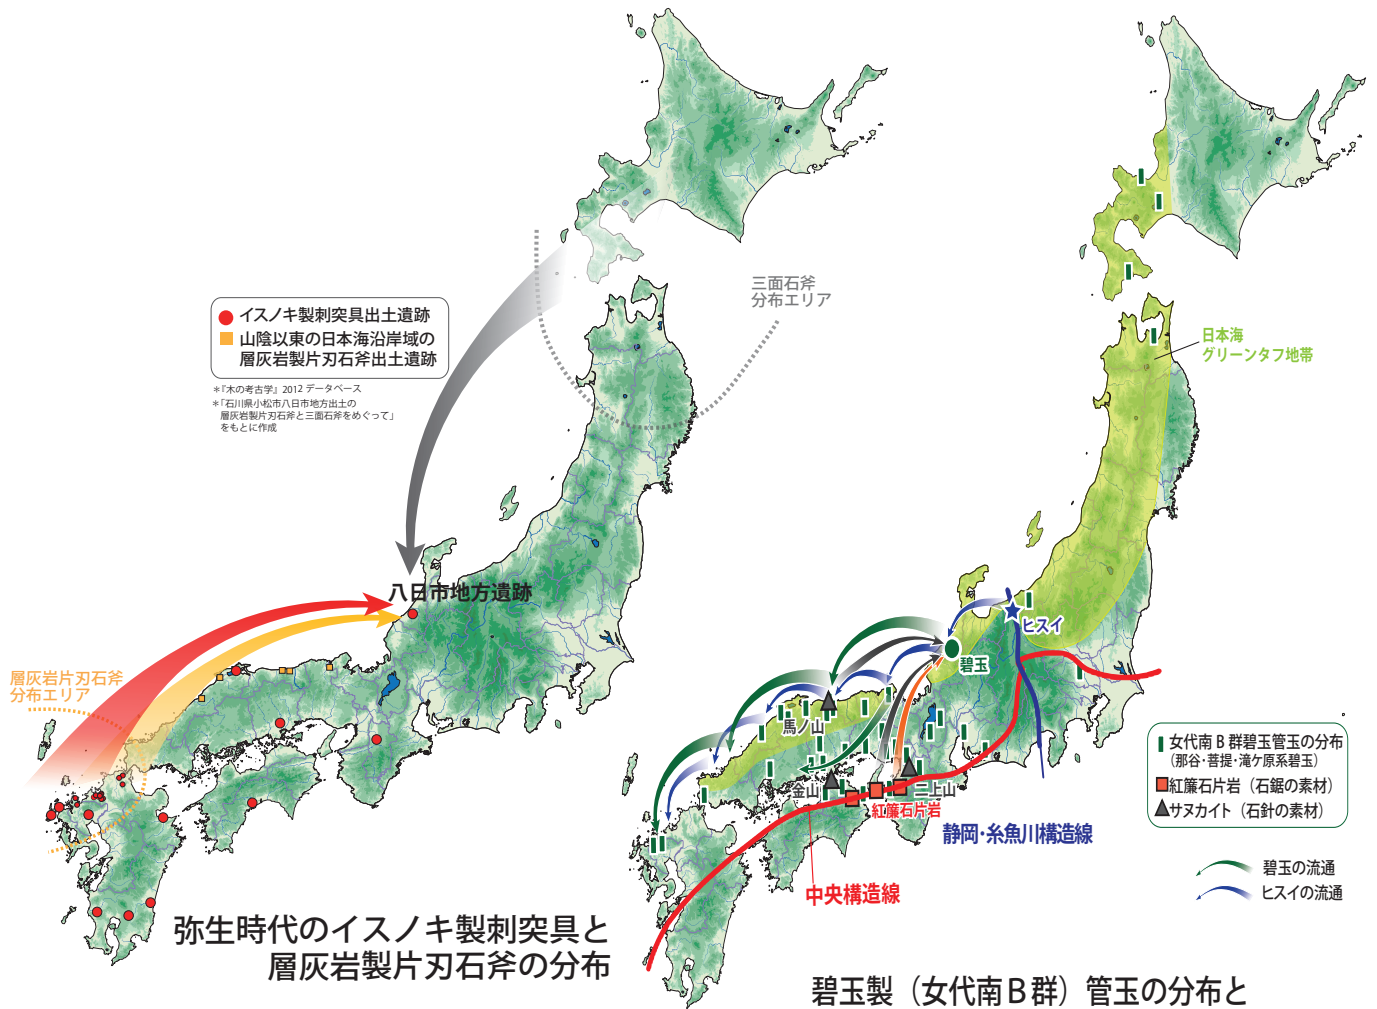 三面石斧
分布エリア
イスノキ製刺突具出土遺跡
山陰以東の日本海沿岸域の
層灰岩製片刃石斧出土遺跡
＊『木の考古学』2012 データベース
＊「石川県小松市八日市地方出土の
層灰岩製片刃石斧と三面石斧をめぐって」
をもとに作成
八日市地方遺跡
層灰岩片刃石斧
分布エリア
弥生時代のイスノキ製刺突具と
層灰岩製片刃石斧の分布
日本海
グリーンタフ地帯
ヒスイ
碧玉
馬ノ山
金山
二上山
紅簾石片岩
静岡・糸魚川構造線
中央構造線
女代南 B 群碧玉管玉の分布
（那谷・菩提・滝ケ原系碧玉）
紅簾石片岩（石鋸の素材）
サヌカイト（石針の素材）
碧玉の流通
ヒスイの流通
碧玉製（女代南Ｂ群）管玉の分布と